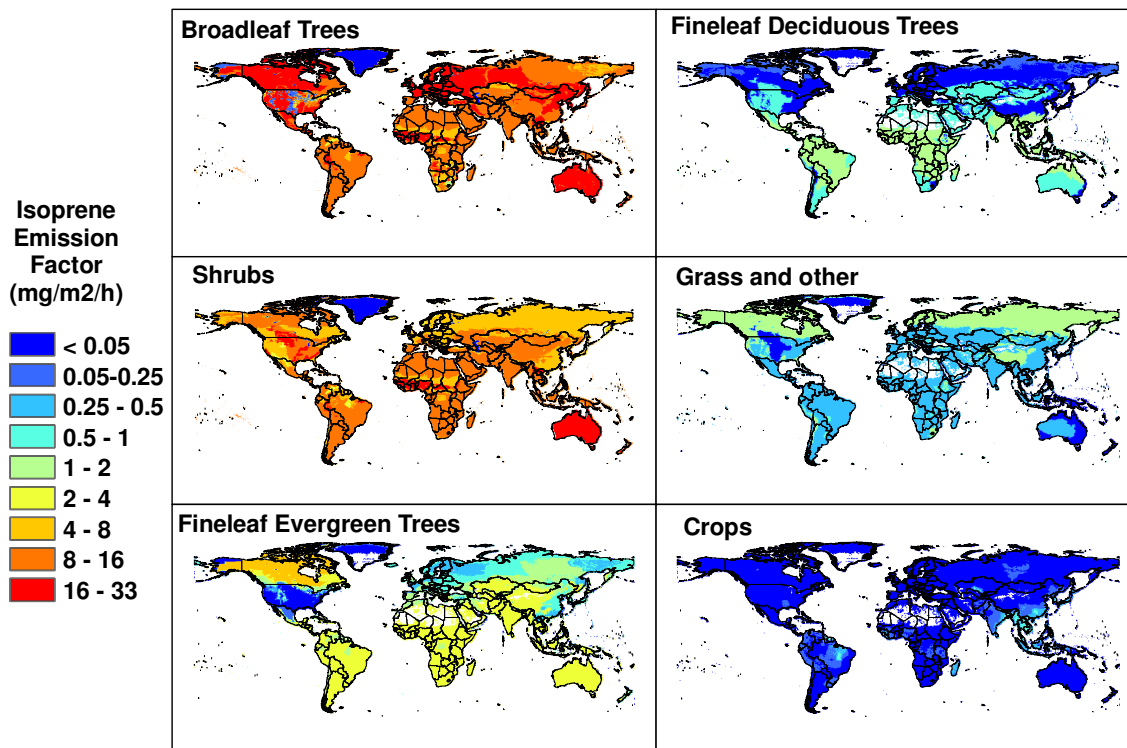 Broadleaf Trees
Fineleaf Deciduous Trees
Isoprene
Emission
Factor
(mg/m2/h)
< 0.05
0.05-0.25
0.25 - 0.5
0.5 - 1
1 - 2
2 - 4
4 - 8
8 - 16
16 - 33
Shrubs
Grass and other
Fineleaf Evergreen Trees
Crops